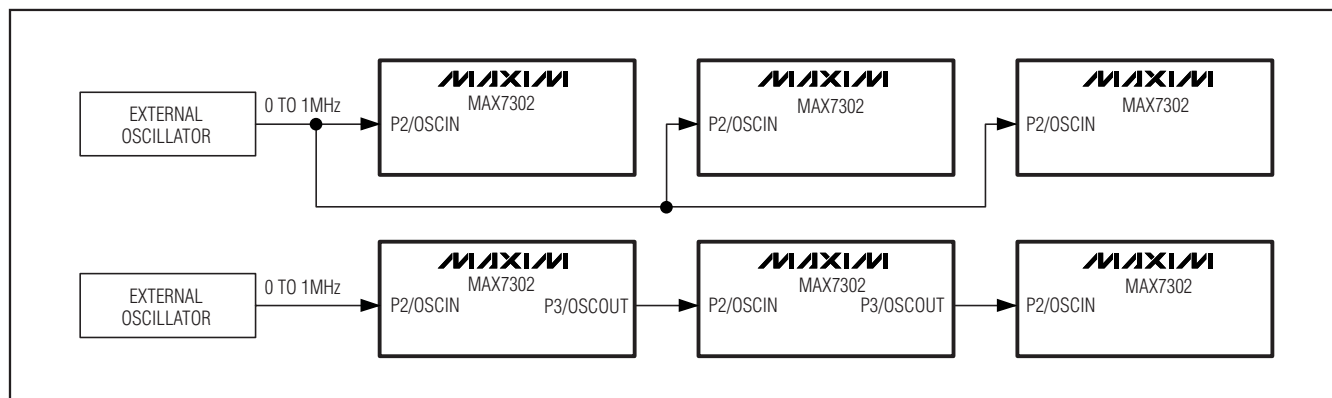 MAXIM MAXIM MAXIM
EXTERNAL
OSCILLATOR
0 TO 1MHz
MAX7302 MAX7302 MAX7302
P2/OSCIN P2/OSCIN P2/OSCIN
MAXIM MAXIM MAXIM
EXTERNAL
OSCILLATOR
0 TO 1MHz
MAX7302 MAX7302 MAX7302
P2/OSCIN P3/OSCOUT P2/OSCIN P3/OSCOUT P2/OSCIN